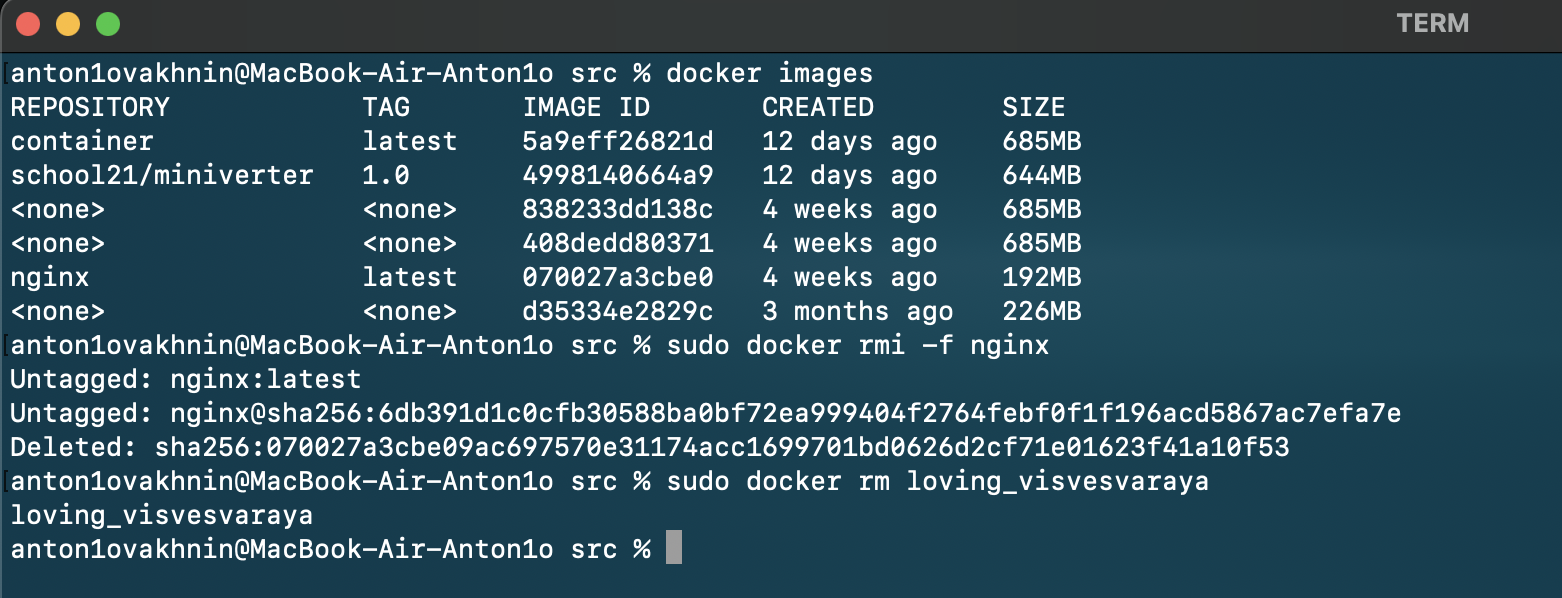 TERM
anton1ovakhnin@MacBook-Air-Anton1o src % docker images
REPOSITORY TAG IMAGE ID CREATED SIZE
container latest 5a9eff26821d 12 days ago 685MB
school21/miniverter 1.0 4998140664a9 12 days ago 644MB
<none> <none> 838233dd138c 4 weeks ago 685MB
<none> <none> 408dedd80371 4 weeks ago 685MB
nginx latest 070027a3cbe0 4 weeks ago 192MB
<none> <none> d35334e2829c 3 months ago 226MB
anton1ovakhnin@MacBook-Air-Anton1o src % sudo docker rmi -f nginx
Untagged: nginx:latest
Untagged: nginx@sha256:6db391d1c0cfb30588ba0bf72ea999404f2764febf0f1f196acd5867ac7efa7e
Deleted: sha256:070027a3cbe09ac697570e31174acc1699701bd0626d2cf71e01623f41a10f53
anton1ovakhnin@MacBook-Air-Anton1o src % sudo docker rm loving_visvesvaraya
loving_visvesvaraya
anton1ovakhnin@MacBook-Air-Anton1o src %